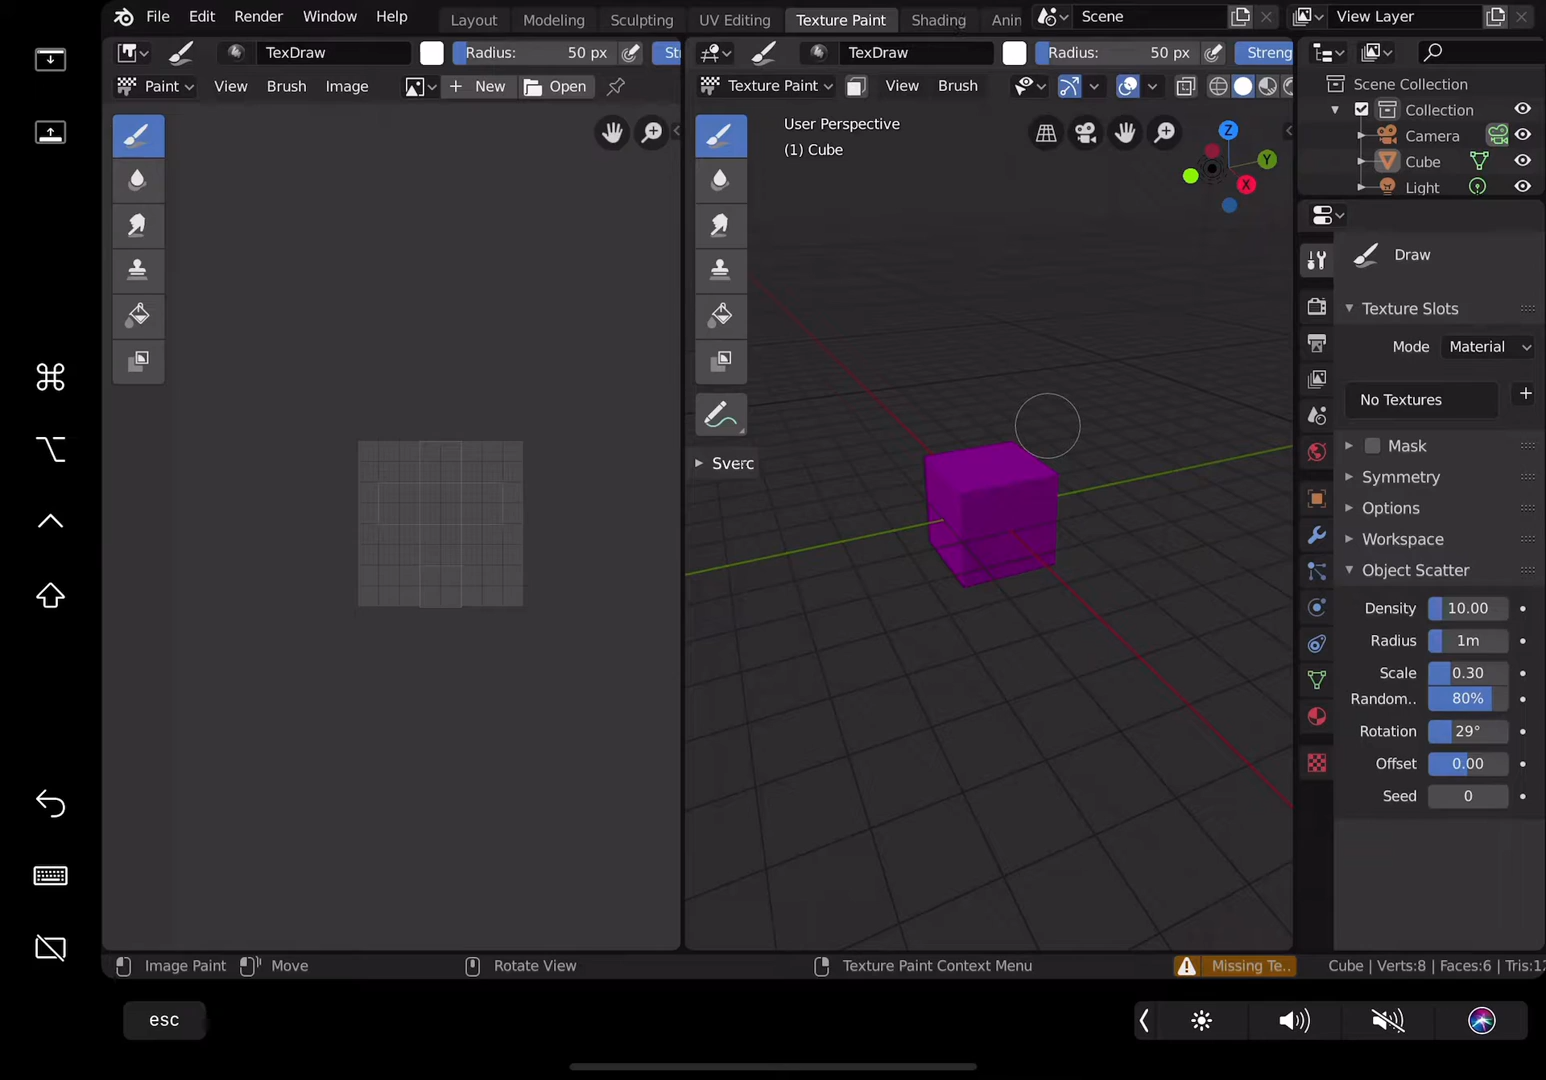 File Edit Render Window Help Layout Modeling Sculpting UV Editing Texture Paint Shading Scene View Layer
TexDraw Radius: 50 px TexDraw Radius: 50 px Streng
Paint View Brush Image New Open Texture Paint View Brush
User Perspective
(1) Cube
Z
Y
X
Scene Collection
Collection
Camera
Cube
Light
Draw
Texture Slots
Mode Material
No Textures
Mask
Symmetry
Options
Workspace
Object Scatter
Density 10.00
Radius 1m
Scale 0.30
Random.. 80%
Rotation 29°
Offset 0.00
Seed 0
Image Paint Move Rotate View Texture Paint Context Menu Missing Te.. Cube | Verts:8 | Faces:6 | Tris:12
esc